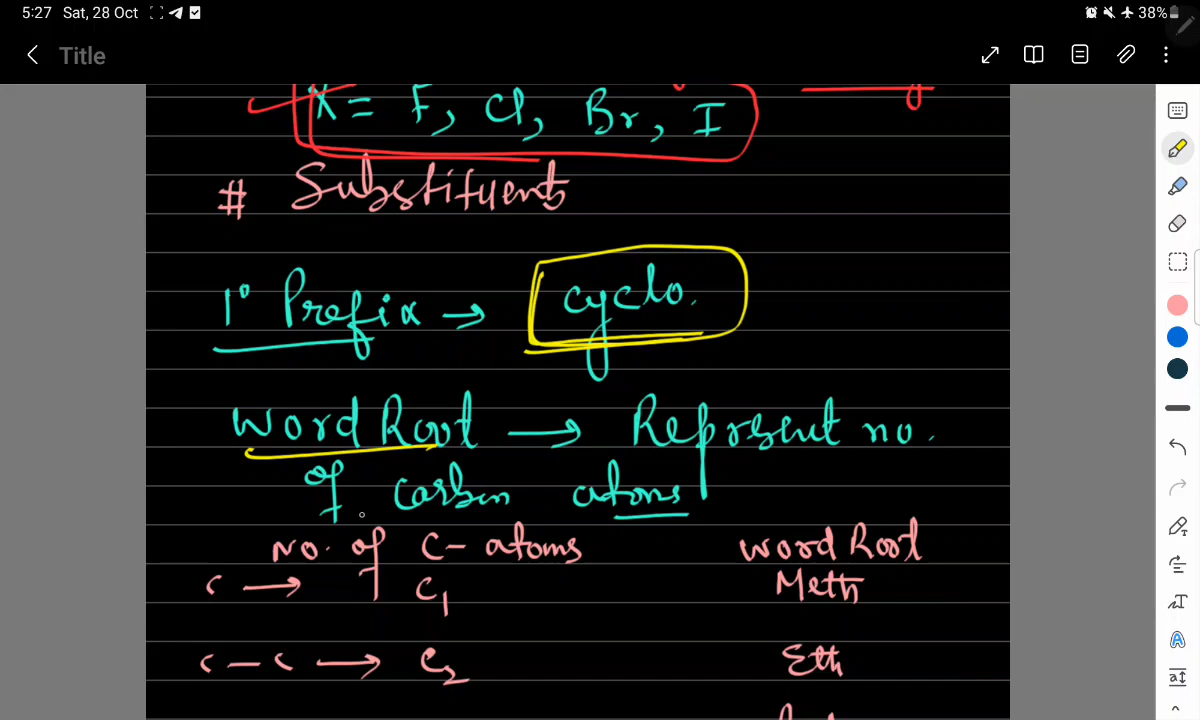 5:27 Sat, 28 Oct 38%
Title
X = F, Cl, Br, I
# Substituents
1° Prefix → cyclo.
Word Root → Represent no.
of carbon atoms
No. of C- atoms Word Root
C → C1 Meth
C - C → C2 Eth